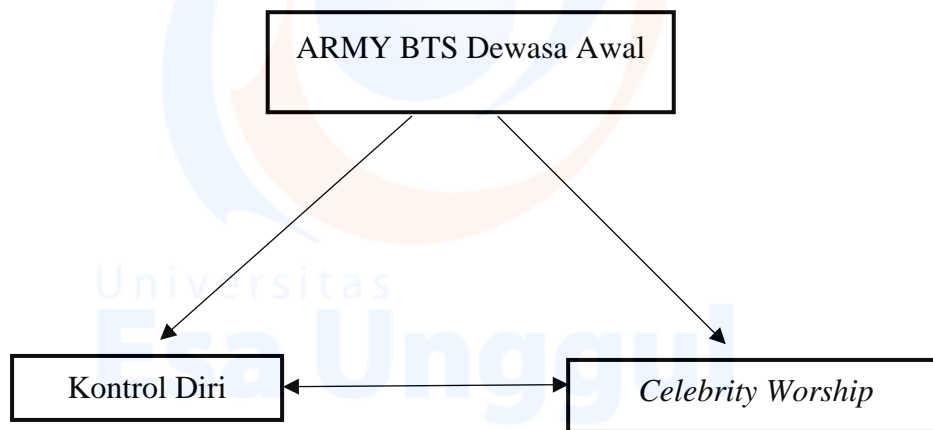 ARMY BTS Dewasa Awal
Universitas
Esa Unggul
Kontrol Diri
Celebrity Worship